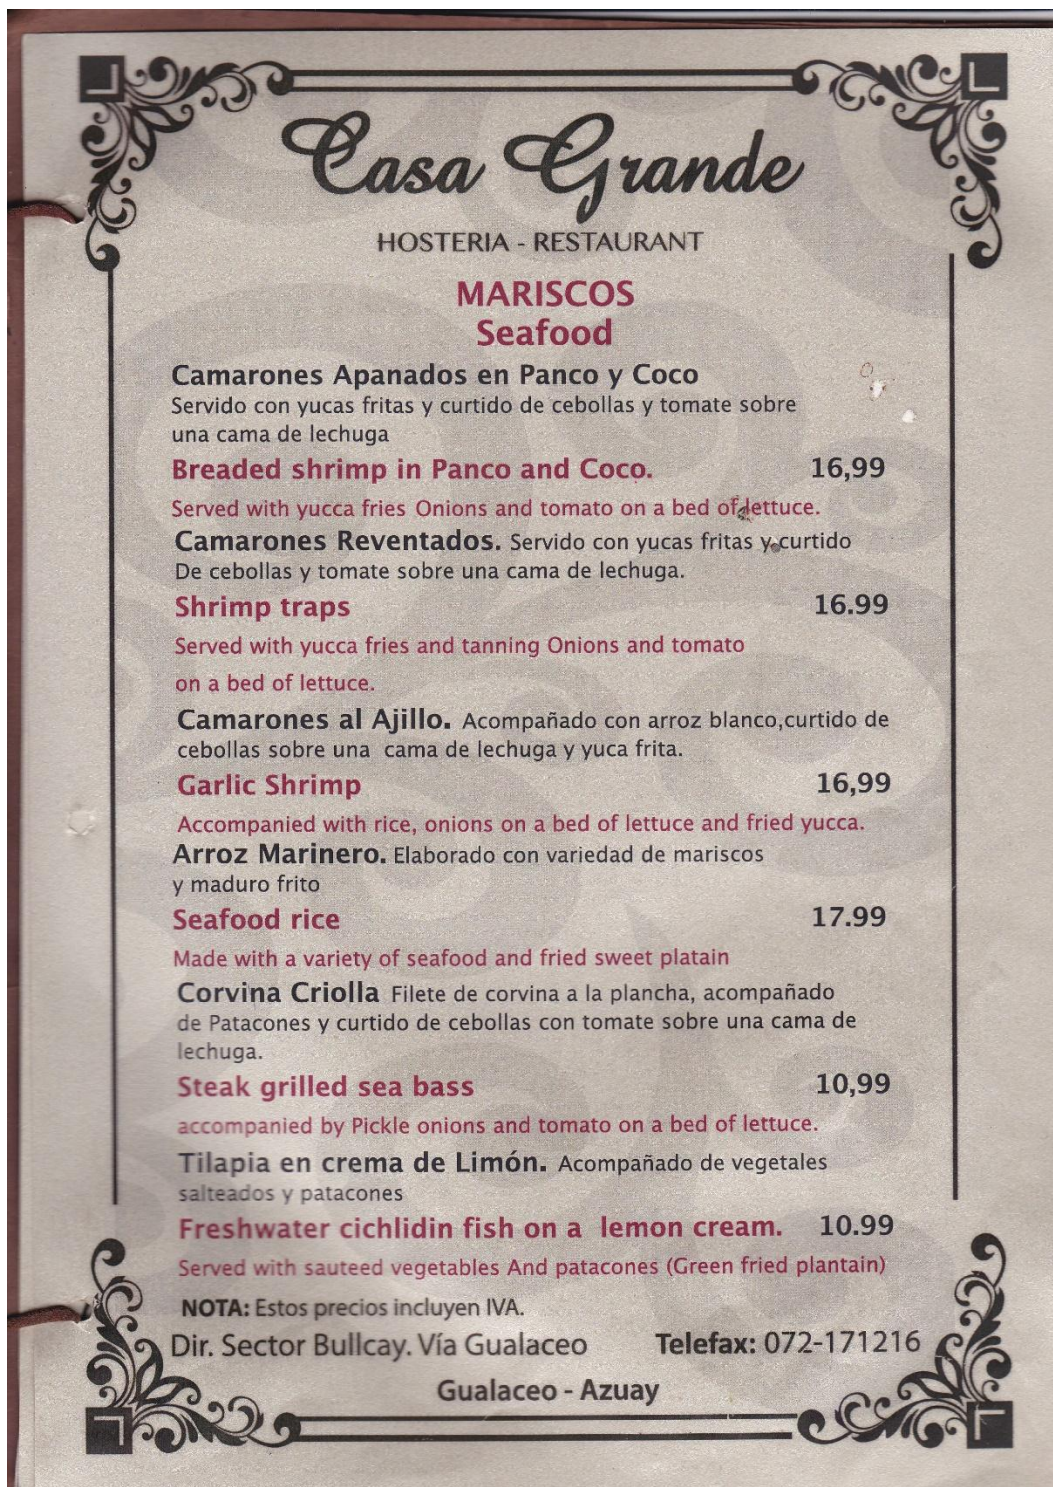 Casa Grande
HOSTERIA - RESTAURANT
MARISCOS
Seafood
Camarones Apanados en Panco y Coco
Servido con yucas fritas y curtido de cebollas y tomate sobre
una cama de lechuga
Breaded shrimp in Panco and Coco. 16,99
Served with yucca fries Onions and tomato on a bed of lettuce.
Camarones Reventados. Servido con yucas fritas y curtido
De cebollas y tomate sobre una cama de lechuga.
Shrimp traps 16.99
Served with yucca fries and tanning Onions and tomato
on a bed of lettuce.
Camarones al Ajillo. Acompañado con arroz blanco,curtido de
cebollas sobre una cama de lechuga y yuca frita.
Garlic Shrimp 16,99
Accompanied with rice, onions on a bed of lettuce and fried yucca.
Arroz Marinero. Elaborado con variedad de mariscos
y maduro frito
Seafood rice 17.99
Made with a variety of seafood and fried sweet platain
Corvina Criolla Filete de corvina a la plancha, acompañado
de Patacones y curtido de cebollas con tomate sobre una cama de
lechuga.
Steak grilled sea bass 10,99
accompanied by Pickle onions and tomato on a bed of lettuce.
Tilapia en crema de Limón. Acompañado de vegetales
salteados y patacones
Freshwater cichlidin fish on a lemon cream. 10.99
Served with sauteed vegetables And patacones (Green fried plantain)
NOTA: Estos precios incluyen IVA.
Dir. Sector Bullcay. Vía Gualaceo Telefax: 072-171216
Gualaceo - Azuay